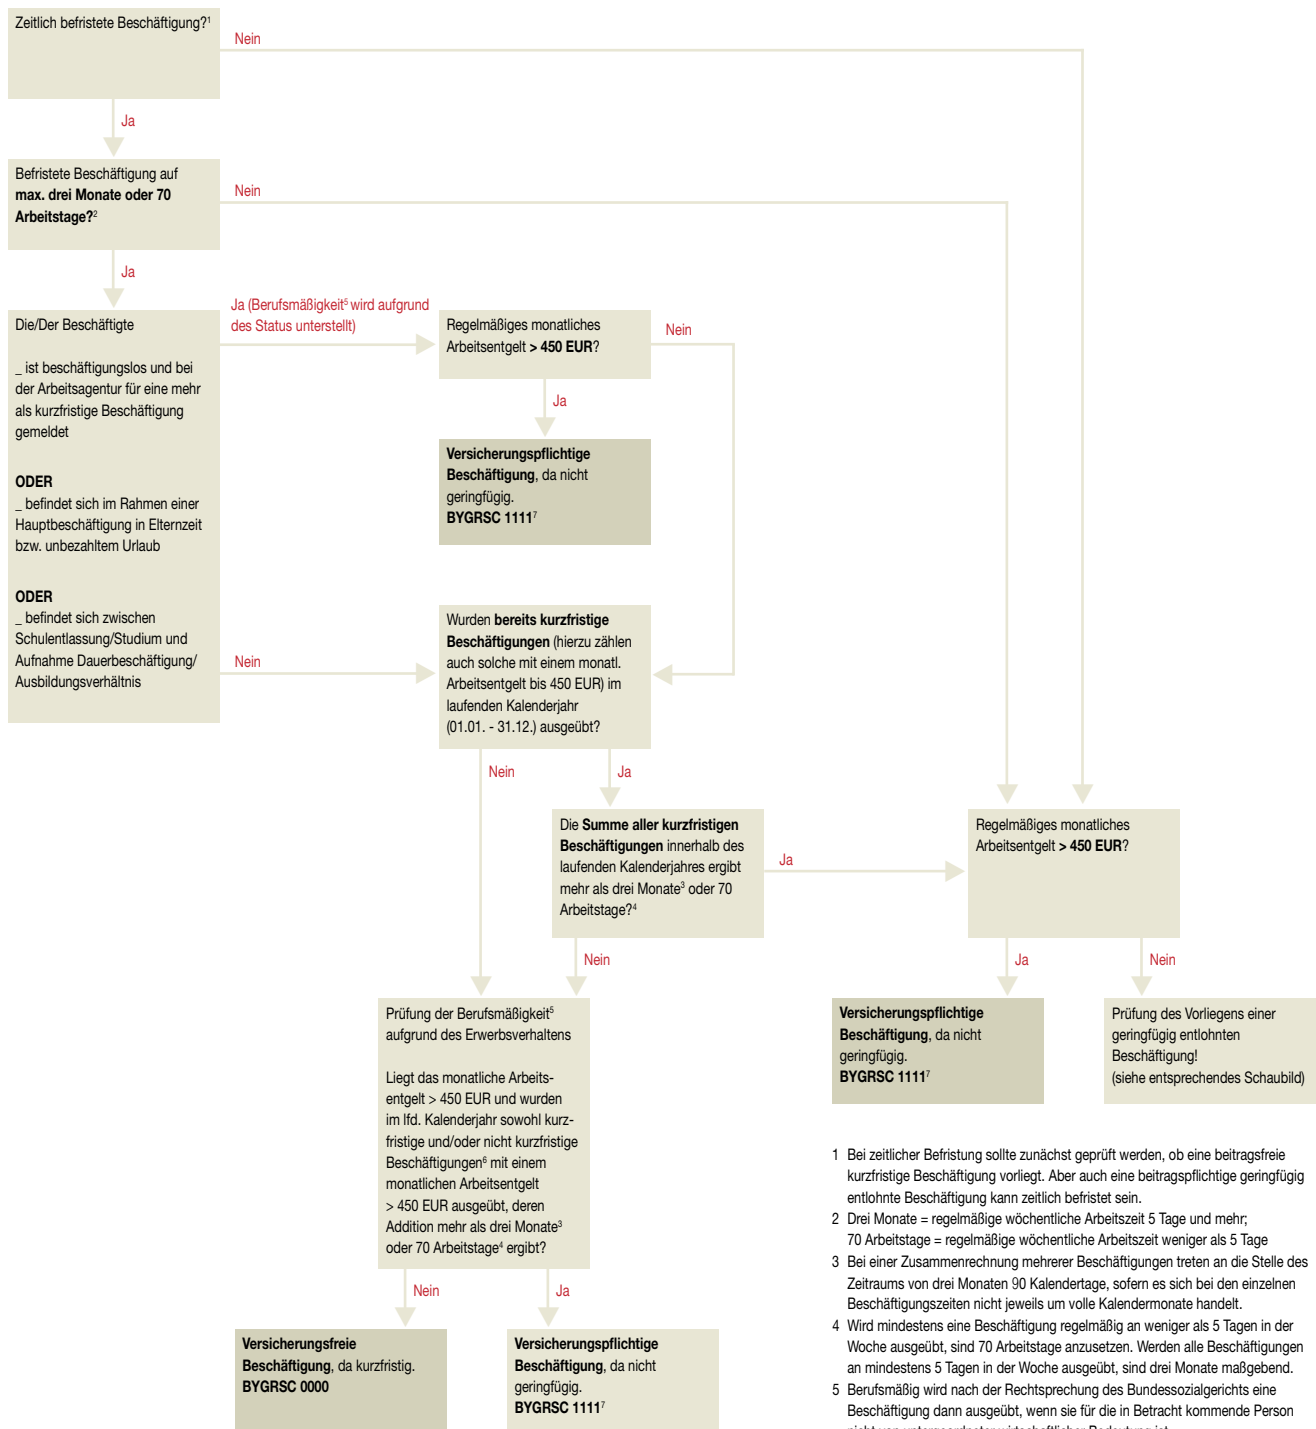 Zeitlich befristete Beschäftigung?¹
Nein
Ja
Befristete Beschäftigung auf
max. drei Monate oder 70
Arbeitstage?²
Nein
Ja
Die/Der Beschäftigte
_ ist beschäftigungslos und bei
der Arbeitsagentur für eine mehr
als kurzfristige Beschäftigung
gemeldet
ODER
_ befindet sich im Rahmen einer
Hauptbeschäftigung in Elternzeit
bzw. unbezahltem Urlaub
ODER
_ befindet sich zwischen
Schulentlassung/Studium und
Aufnahme Dauerbeschäftigung/
Ausbildungsverhältnis
Ja (Berufsmäßigkeit⁵ wird aufgrund
des Status unterstellt)
Nein
Regelmäßiges monatliches
Arbeitsentgelt > 450 EUR?
Nein
Ja
Versicherungspflichtige
Beschäftigung, da nicht
geringfügig.
BYGRSC 1111⁷
Wurden bereits kurzfristige
Beschäftigungen (hierzu zählen
auch solche mit einem monatl.
Arbeitsentgelt bis 450 EUR) im
laufenden Kalenderjahr
(01.01. - 31.12.) ausgeübt?
Nein
Ja
Die Summe aller kurzfristigen
Beschäftigungen innerhalb des
laufenden Kalenderjahres ergibt
mehr als drei Monate³ oder 70
Arbeitstage?⁴
Ja
Nein
Regelmäßiges monatliches
Arbeitsentgelt > 450 EUR?
Ja
Nein
Versicherungspflichtige
Beschäftigung, da nicht
geringfügig.
BYGRSC 1111⁷
Prüfung des Vorliegens einer
geringfügig entlohnten
Beschäftigung!
(siehe entsprechendes Schaubild)
Prüfung der Berufsmäßigkeit⁵
aufgrund des Erwerbsverhaltens
Liegt das monatliche Arbeits-
entgelt > 450 EUR und wurden
im lfd. Kalenderjahr sowohl kurz-
fristige und/oder nicht kurzfristige
Beschäftigungen⁶ mit einem
monatlichen Arbeitsentgelt
> 450 EUR ausgeübt, deren
Addition mehr als drei Monate³
oder 70 Arbeitstage⁴ ergibt?
Nein
Ja
Versicherungsfreie
Beschäftigung, da kurzfristig.
BYGRSC 0000
Versicherungspflichtige
Beschäftigung, da nicht
geringfügig.
BYGRSC 1111⁷
1 Bei zeitlicher Befristung sollte zunächst geprüft werden, ob eine beitragsfreie
kurzfristige Beschäftigung vorliegt. Aber auch eine beitragspflichtige geringfügig
entlohnte Beschäftigung kann zeitlich befristet sein.
2 Drei Monate = regelmäßige wöchentliche Arbeitszeit 5 Tage und mehr;
70 Arbeitstage = regelmäßige wöchentliche Arbeitszeit weniger als 5 Tage
3 Bei einer Zusammenrechnung mehrerer Beschäftigungen treten an die Stelle des
Zeitraums von drei Monaten 90 Kalendertage, sofern es sich bei den einzelnen
Beschäftigungszeiten nicht jeweils um volle Kalendermonate handelt.
4 Wird mindestens eine Beschäftigung regelmäßig an weniger als 5 Tagen in der
Woche ausgeübt, sind 70 Arbeitstage anzusetzen. Werden alle Beschäftigungen
an mindestens 5 Tagen in der Woche ausgeübt, sind drei Monate maßgebend.
5 Berufsmäßig wird nach der Rechtsprechung des Bundessozialgerichts eine
Beschäftigung dann ausgeübt, wenn sie für die in Betracht kommende Person
nicht von untergeordneter wirtschaftlicher Bedeutung ist.